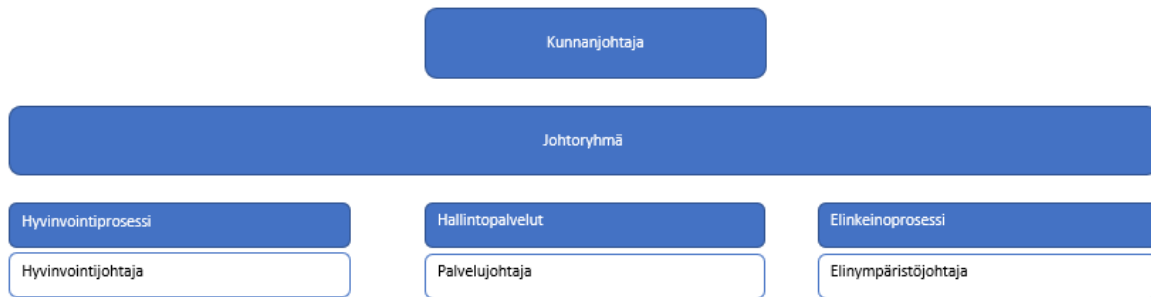 Kunnanjohtaja
Johtoryhmä
Hyvinvointiprosessi
Hallintopalvelut
Elinkeinoprosessi
Hyvinvointijohtaja
Palvelujohtaja
Elinympäristöjohtaja